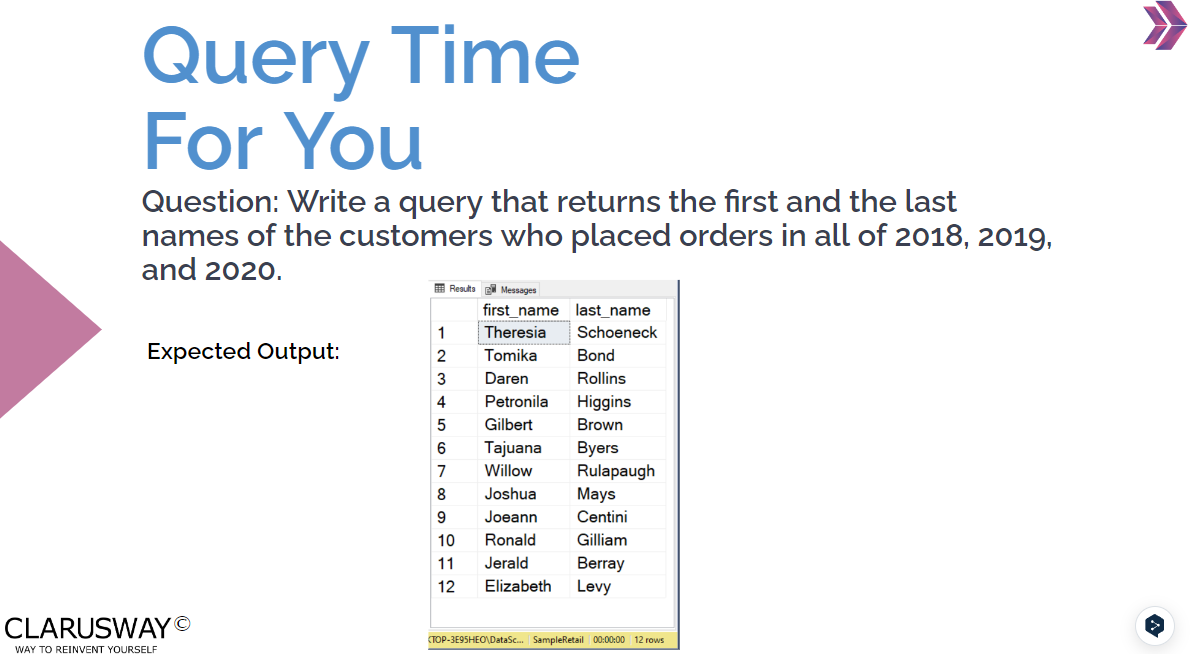 Query Time
For You
Question: Write a query that returns the first and the last
names of the customers who placed orders in all of 2018, 2019,
and 2020.
Expected Output:
Results Messages
first_name last_name
1 Theresia Schoeneck
2 Tomika Bond
3 Daren Rollins
4 Petronila Higgins
5 Gilbert Brown
6 Tajuana Byers
7 Willow Rulapaugh
8 Joshua Mays
9 Joeann Centini
10 Ronald Gilliam
11 Jerald Berray
12 Elizabeth Levy
KTOP-3E95HEO\DataSc... SampleRetail 00:00:00 12 rows
CLARUSWAY©
WAY TO REINVENT YOURSELF